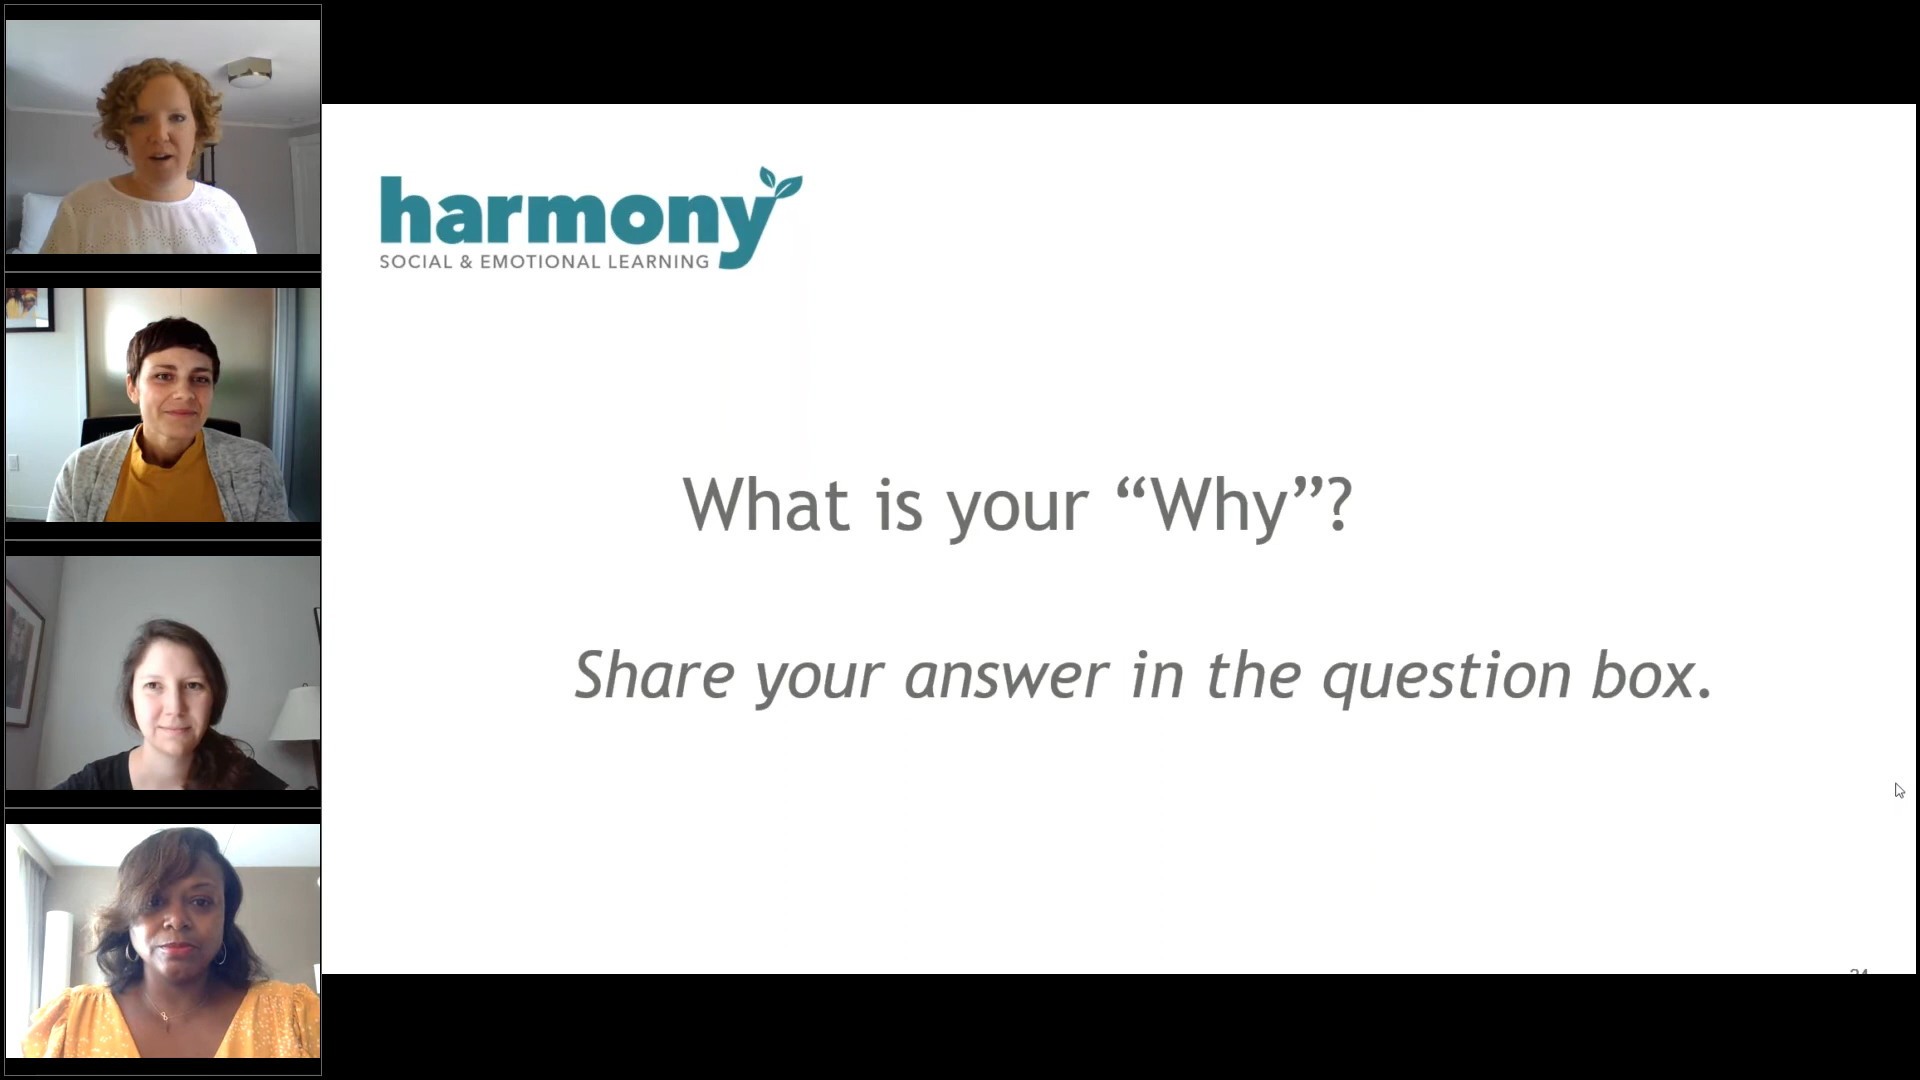 harmony
SOCIAL & EMOTIONAL LEARNING
What is your “Why”?
Share your answer in the question box.